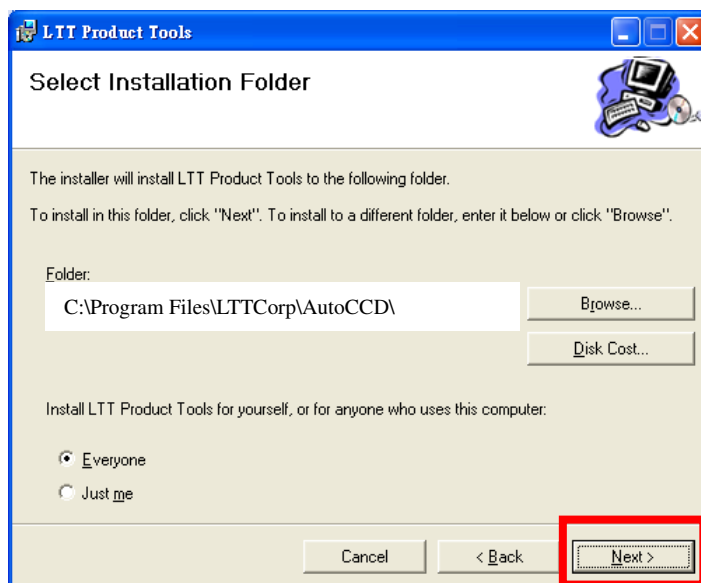 LTT Product Tools
Select Installation Folder
The installer will install LTT Product Tools to the following folder.
To install in this folder, click "Next". To install to a different folder, enter it below or click "Browse".
Folder:
C:\Program Files\LTTCorp\AutoCCD\
Browse...
Disk Cost...
Install LTT Product Tools for yourself, or for anyone who uses this computer:
Everyone
Just me
Cancel
< Back
Next >